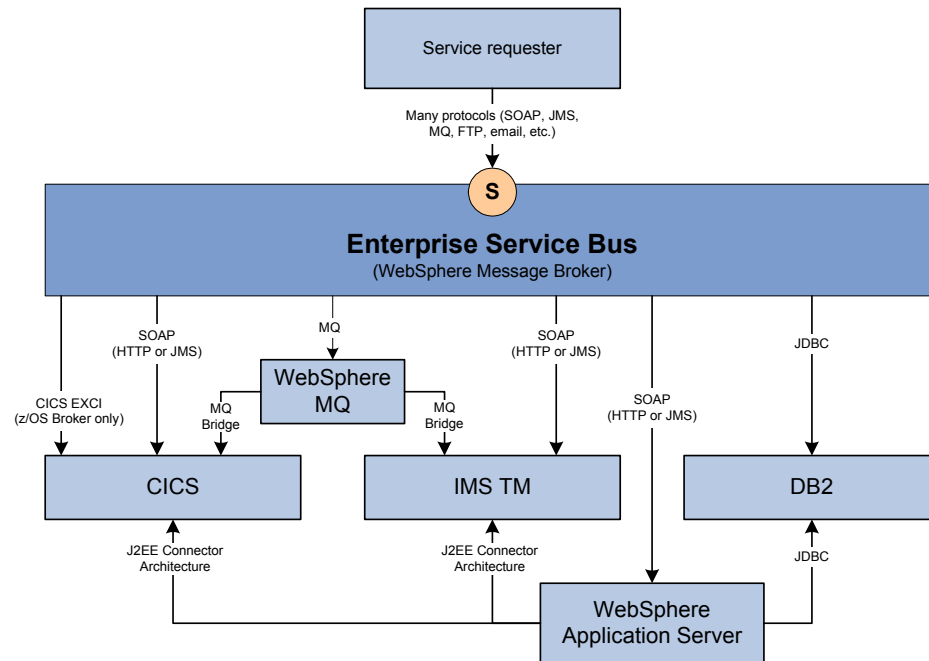 Service requester
Many protocols (SOAP, JMS,
MQ, FTP, email, etc.)
S
Enterprise Service Bus
(WebSphere Message Broker)
CICS EXCI
(z/OS Broker only)
SOAP
(HTTP or JMS)
MQ
WebSphere
MQ
MQ
Bridge
MQ
Bridge
SOAP
(HTTP or JMS)
SOAP
(HTTP or JMS)
JDBC
CICS
IMS TM
DB2
J2EE Connector
Architecture
J2EE Connector
Architecture
JDBC
WebSphere
Application Server